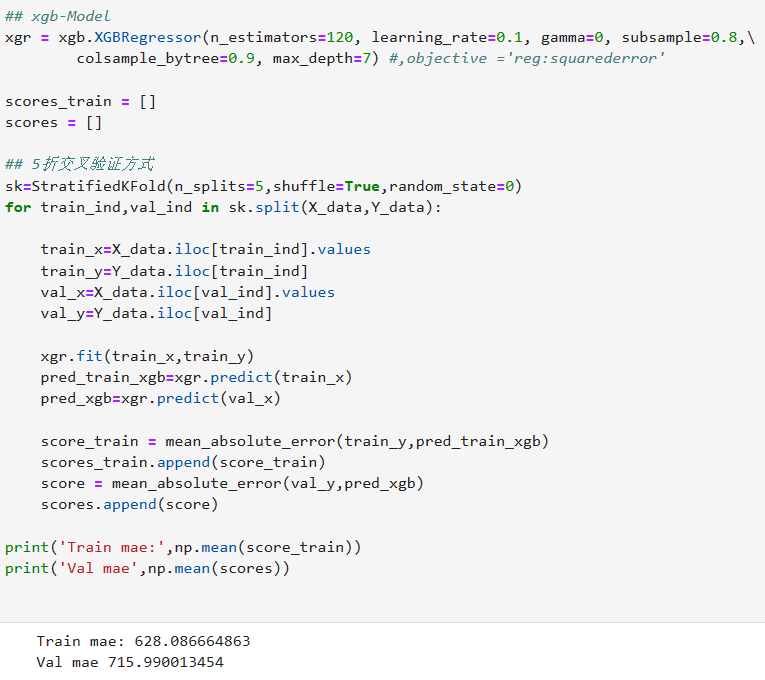 ## xgb-Model
xgr = xgb.XGBRegressor(n_estimators=120, learning_rate=0.1, gamma=0, subsample=0.8,\
        colsample_bytree=0.9, max_depth=7) #,objective ='reg:squarederror'
scores_train = []
scores = []
## 5折交叉验证方式
sk=StratifiedKFold(n_splits=5,shuffle=True,random_state=0)
for train_ind,val_ind in sk.split(X_data,Y_data):
    train_x=X_data.iloc[train_ind].values
    train_y=Y_data.iloc[train_ind]
    val_x=X_data.iloc[val_ind].values
    val_y=Y_data.iloc[val_ind]
    xgr.fit(train_x,train_y)
    pred_train_xgb=xgr.predict(train_x)
    pred_xgb=xgr.predict(val_x)
    score_train = mean_absolute_error(train_y,pred_train_xgb)
    scores_train.append(score_train)
    score = mean_absolute_error(val_y,pred_xgb)
    scores.append(score)
print('Train mae:',np.mean(score_train))
print('Val mae',np.mean(scores))
Train mae: 628.086664863
Val mae 715.990013454